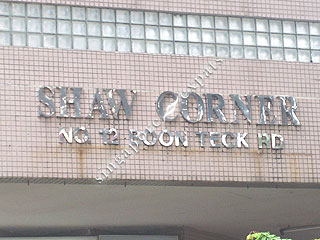 SHAW CORNER
NO. 12 BOON TECK RD